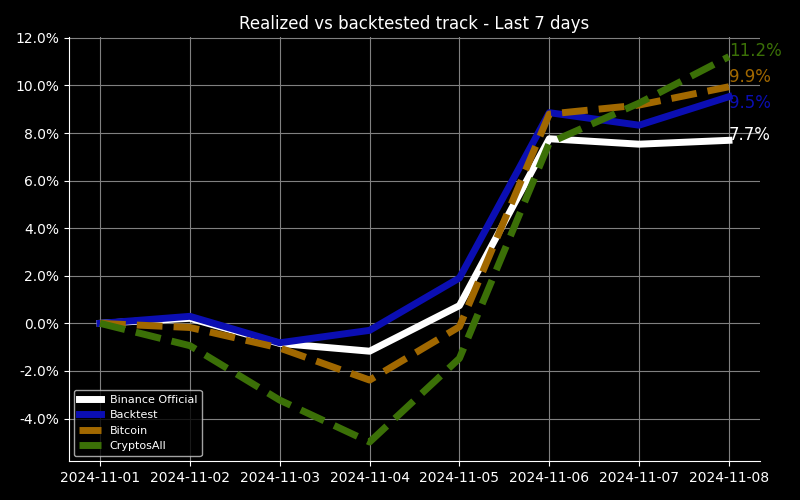 Realized vs backtested track - Last 7 days
12.0%
10.0%
8.0%
6.0%
4.0%
2.0%
0.0%
-2.0%
-4.0%
11.2%
9.9%
9.5%
7.7%
Binance Official
Backtest
Bitcoin
CryptosAll
2024-11-01 2024-11-02 2024-11-03 2024-11-04 2024-11-05 2024-11-06 2024-11-07 2024-11-08